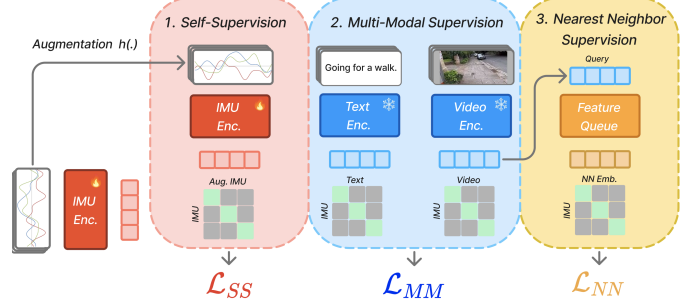 Augmentation h(.)
1. Self-Supervision
IMU
Enc.
Aug. IMU
IMU
IMU
Enc.
2. Multi-Modal Supervision
Going for a walk.
Text
Enc.
Video
Enc.
Text
IMU
Video
IMU
3. Nearest Neighbor
Supervision
Query
Feature
Queue
NN Emb.
IMU
ℒSS
ℒMM
ℒNN